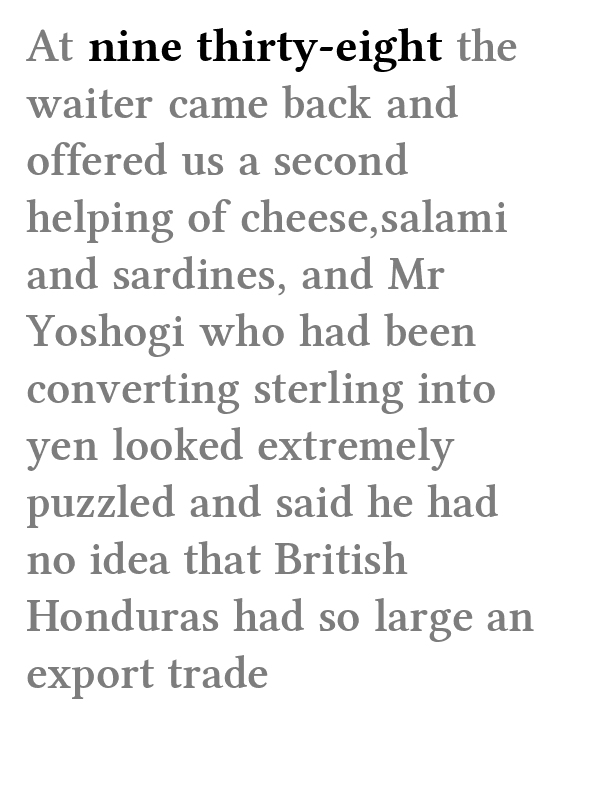 At nine thirty-eight the
waiter came back and
offered us a second
helping of cheese,salami
and sardines, and Mr
Yoshogi who had been
converting sterling into
yen looked extremely
puzzled and said he had
no idea that British
Honduras had so large an
export trade